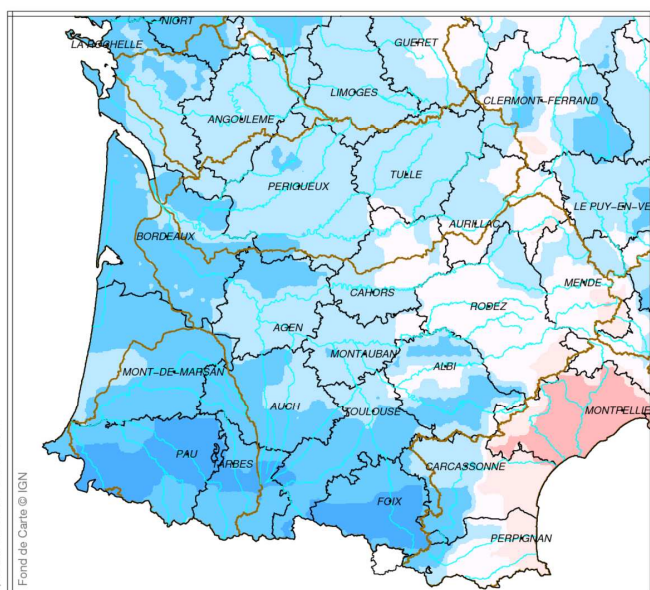 NIORT
LA ROCHELLE
GUERET
LIMOGES
CLERMONT-FERRAND
ANGOULEME
PERIGUEUX
TULLE
LE PUY-EN-VE
AURILLAC
BORDEAUX
CAHORS
MENDE
RODEZ
AGEN
MONTAUBAN
ALBI
MONT-DE-MARSAN
AUCH
TOULOUSE
MONTPELLIE
PAU
TARBES
CARCASSONNE
FOIX
PERPIGNAN
Fond de Carte © IGN